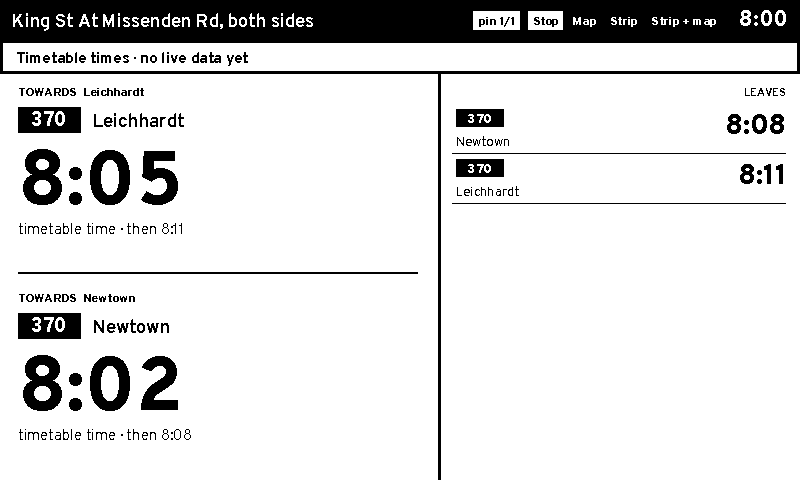 King St At Missenden Rd, both sides
pin 1/1 Stop Map Strip Strip + map 8:00
Timetable times · no live data yet
TOWARDS Leichhardt
370 Leichhardt
8:05
timetable time · then 8:11
TOWARDS Newtown
370 Newtown
8:02
timetable time · then 8:08
LEAVES
370
Newtown
8:08
370
Leichhardt
8:11